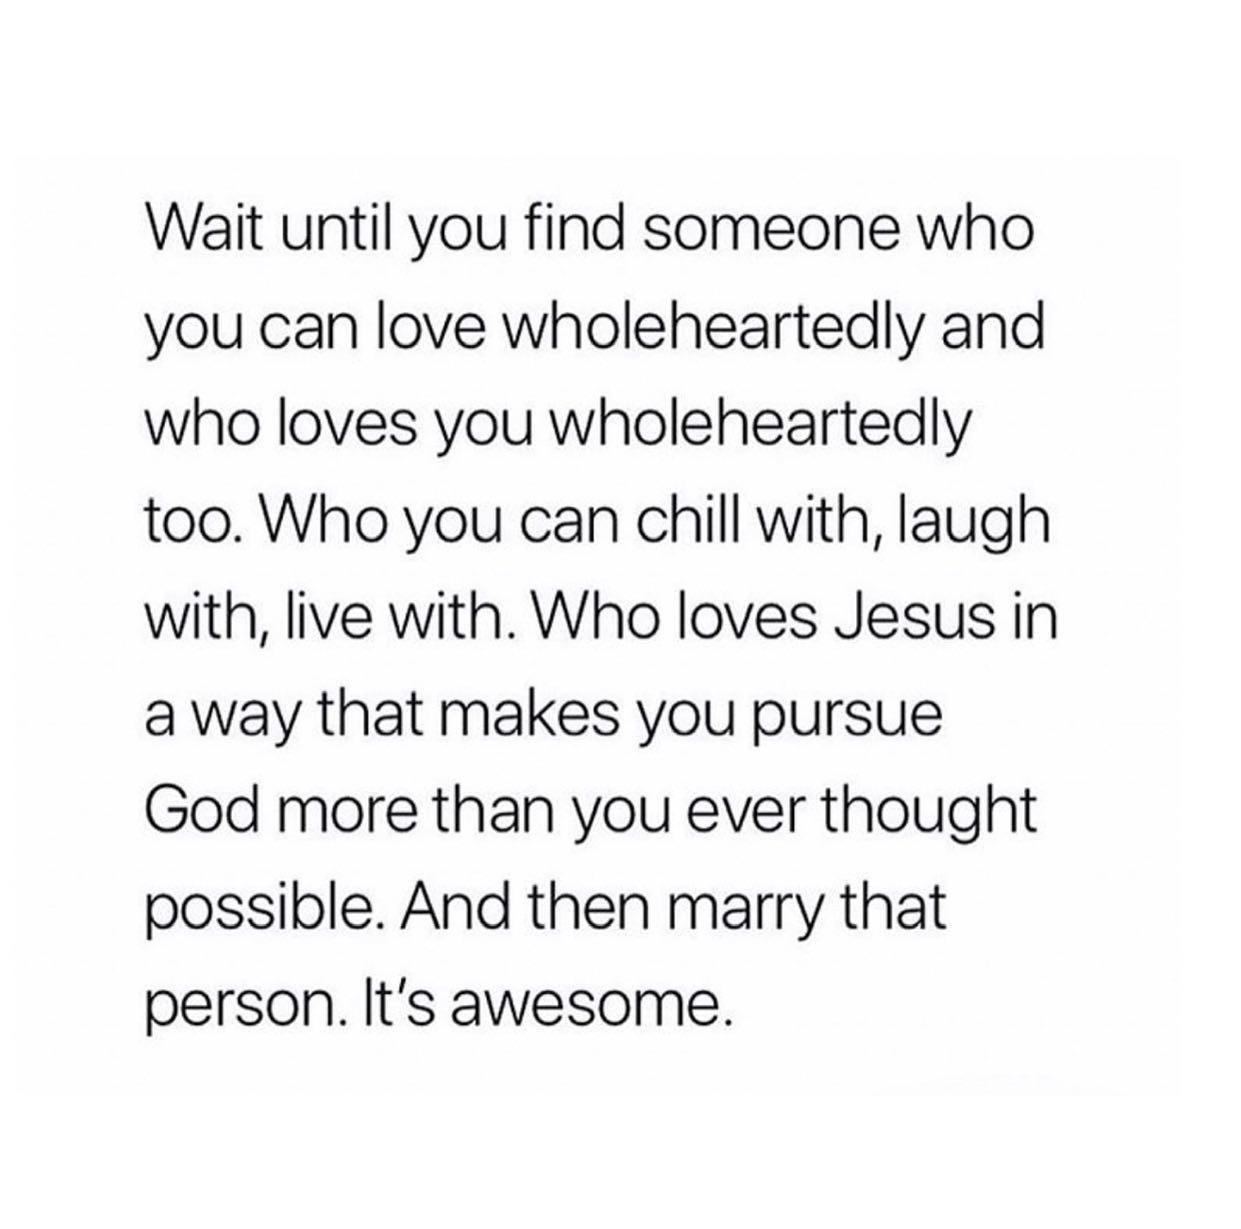 Wait until you find someone who
you can love wholeheartedly and
who loves you wholeheartedly
too. Who you can chill with, laugh
with, live with. Who loves Jesus in
a way that makes you pursue
God more than you ever thought
possible. And then marry that
person. It's awesome.